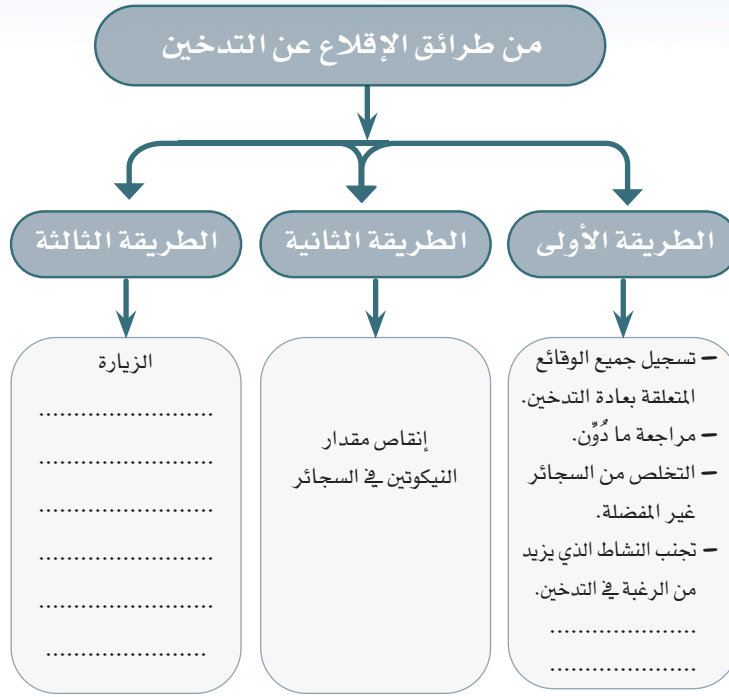 من طرائق الإقلاع عن التدخين
الطريقة الأولى
الطريقة الثانية
الطريقة الثالثة
– تسجيل جميع الوقائع
المتعلقة بعادة التدخين.
– مراجعة ما دُوِّن.
– التخلص من السجائر
غير المفضلة.
– تجنب النشاط الذي يزيد
من الرغبة في التدخين.
....................
....................
إنقاص مقدار
النيكوتين في السجائر
الزيارة
........................
........................
........................
........................
........................
......................